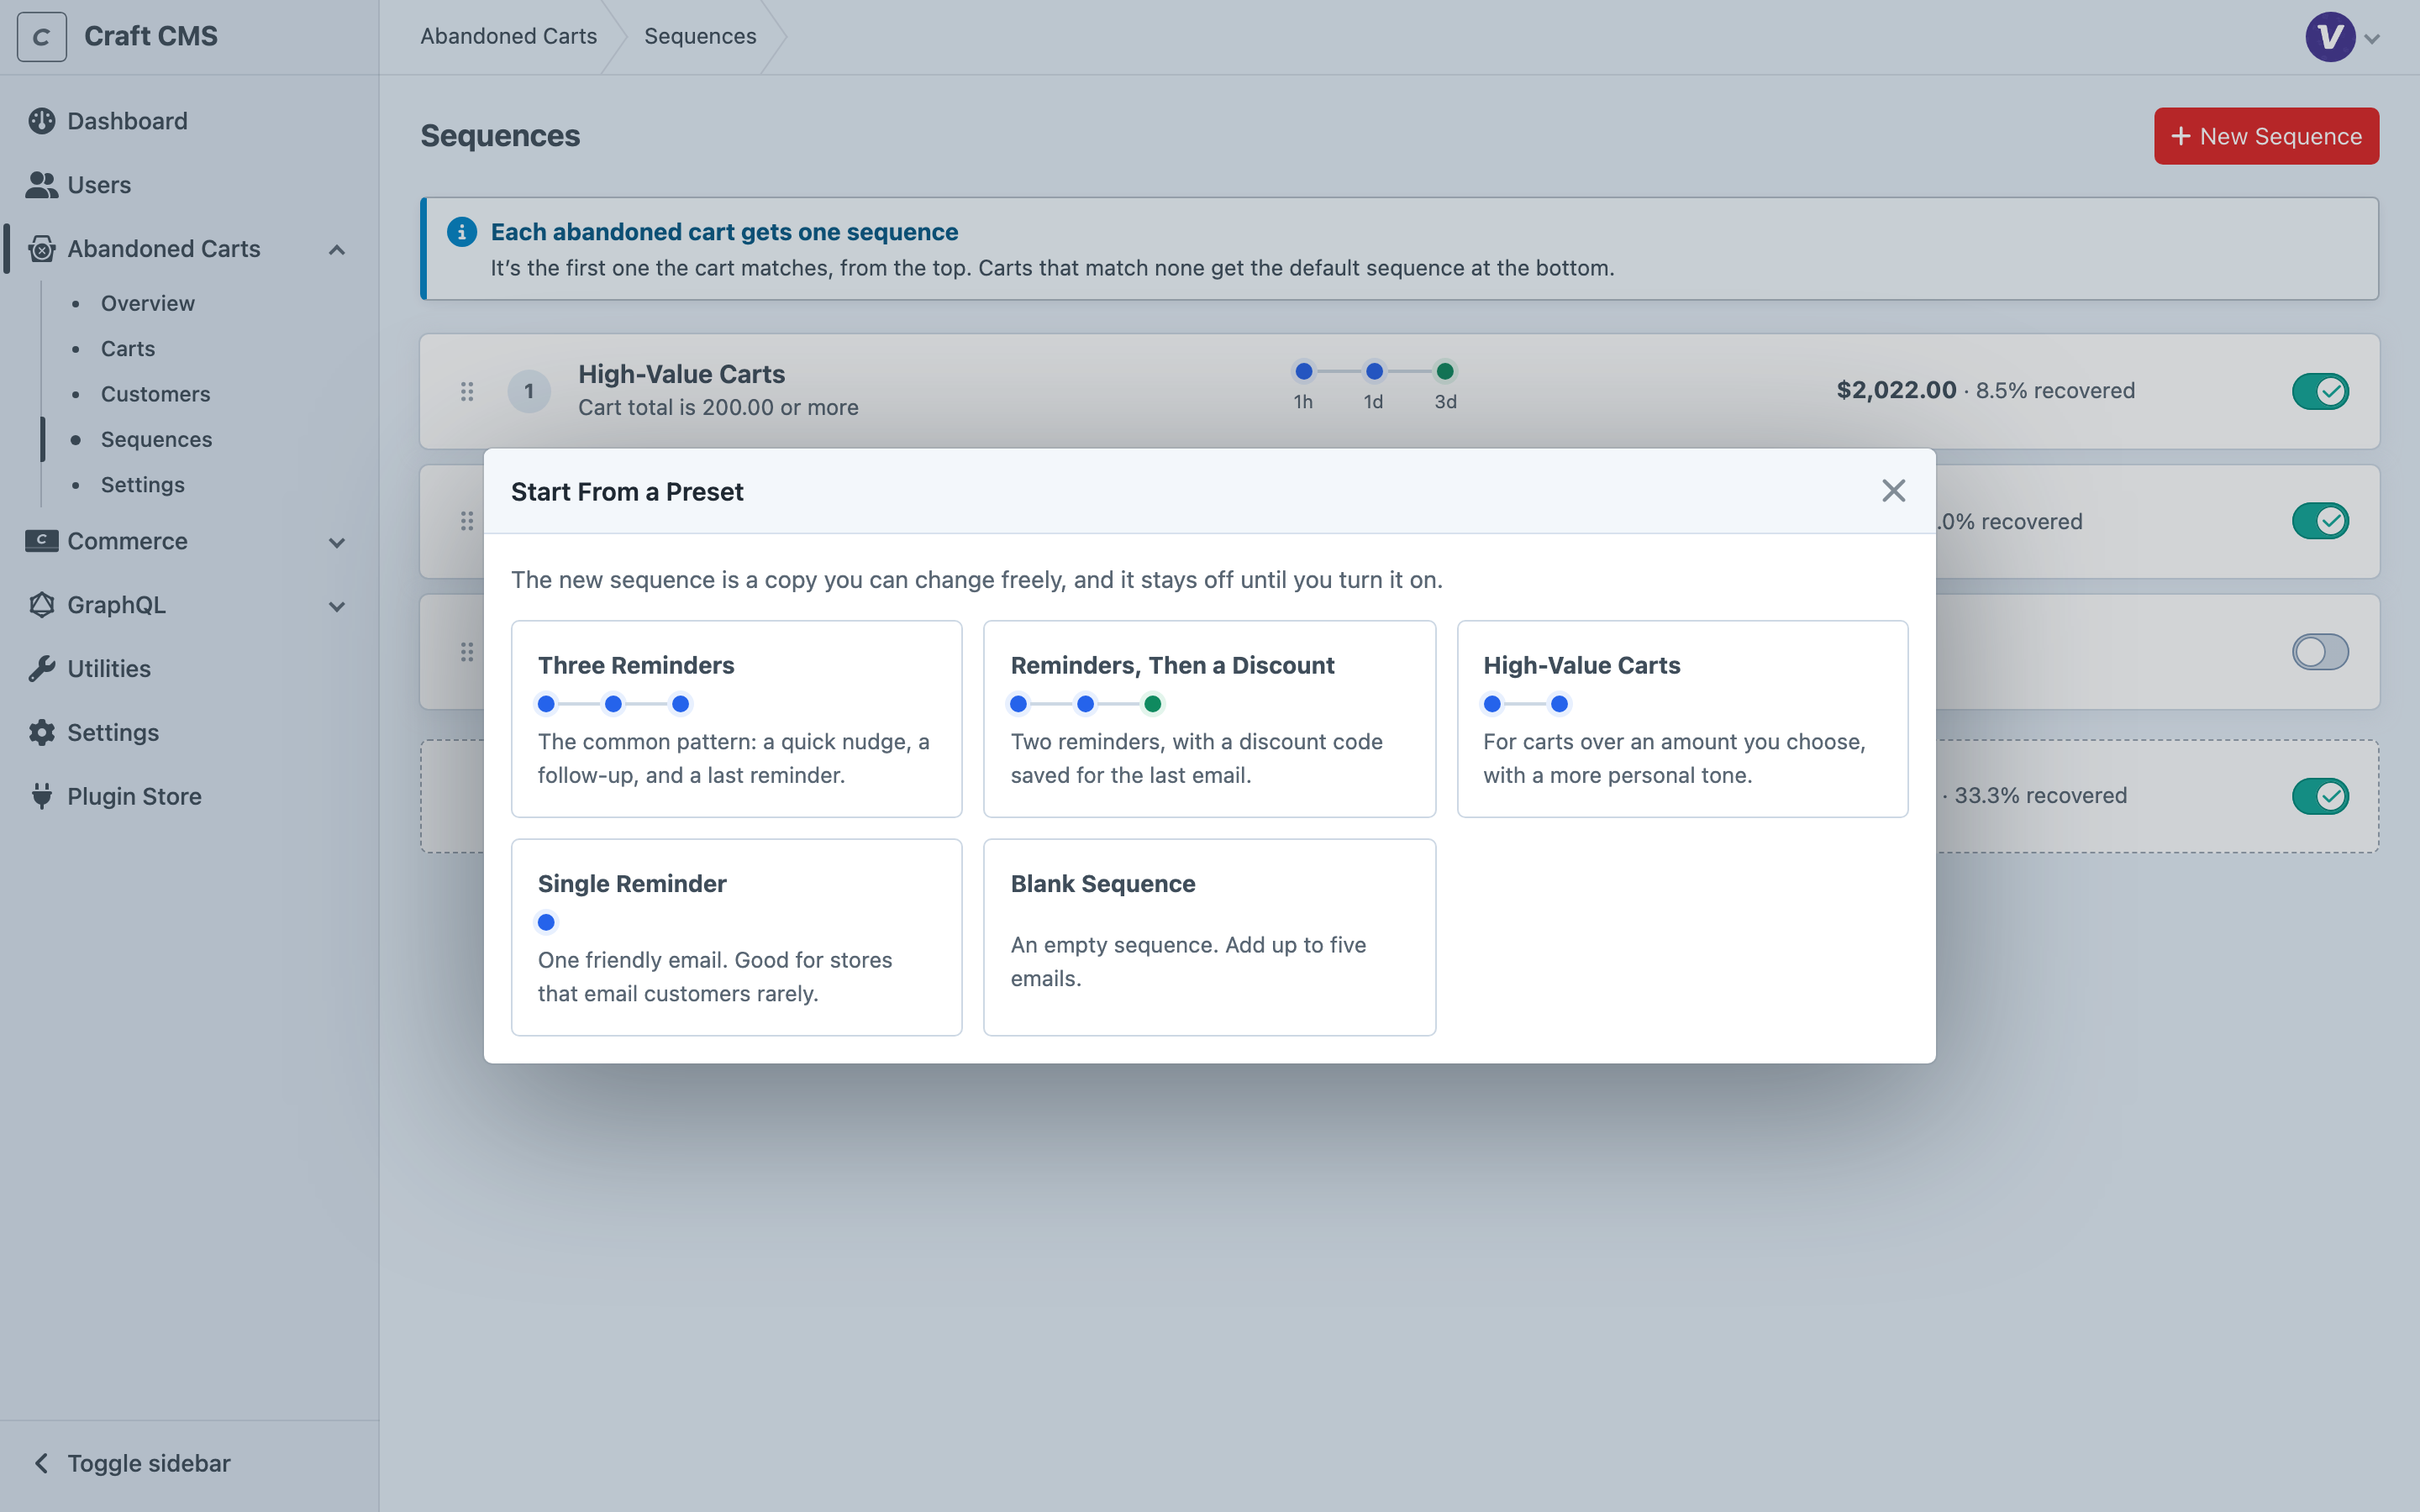 C Craft CMS
Abandoned Carts
Sequences
V
Dashboard
Users
Abandoned Carts
Overview
Carts
Customers
Sequences
Settings
Commerce
GraphQL
Utilities
Settings
Plugin Store
Toggle sidebar
Sequences
+ New Sequence
Each abandoned cart gets one sequence
It’s the first one the cart matches, from the top. Carts that match none get the default sequence at the bottom.
1
High-Value Carts
Cart total is 200.00 or more
1h 1d 3d
$2,022.00 · 8.5% recovered
.0% recovered
· 33.3% recovered
Start From a Preset
The new sequence is a copy you can change freely, and it stays off until you turn it on.
Three Reminders
The common pattern: a quick nudge, a
follow-up, and a last reminder.
Reminders, Then a Discount
Two reminders, with a discount code
saved for the last email.
High-Value Carts
For carts over an amount you choose,
with a more personal tone.
Single Reminder
One friendly email. Good for stores
that email customers rarely.
Blank Sequence
An empty sequence. Add up to five
emails.